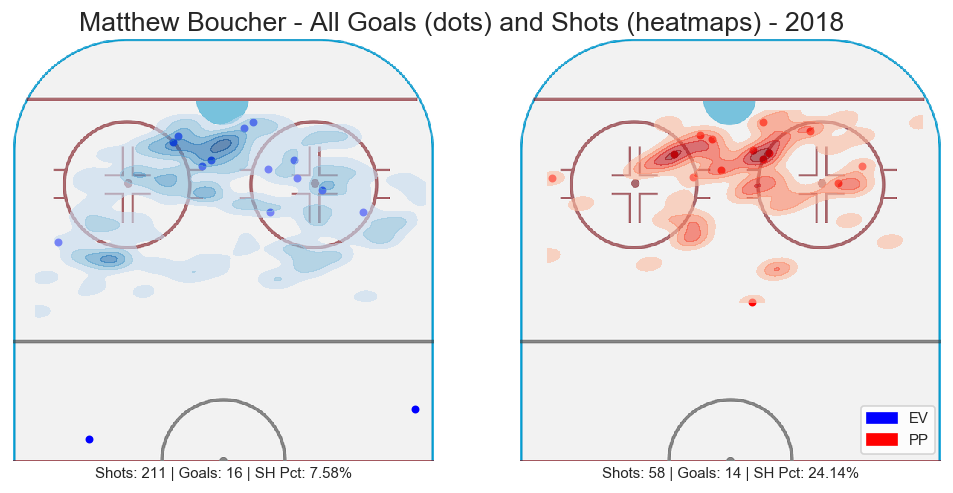 Matthew Boucher - All Goals (dots) and Shots (heatmaps) - 2018
EV
PP
Shots: 211 | Goals: 16 | SH Pct: 7.58%
Shots: 58 | Goals: 14 | SH Pct: 24.14%